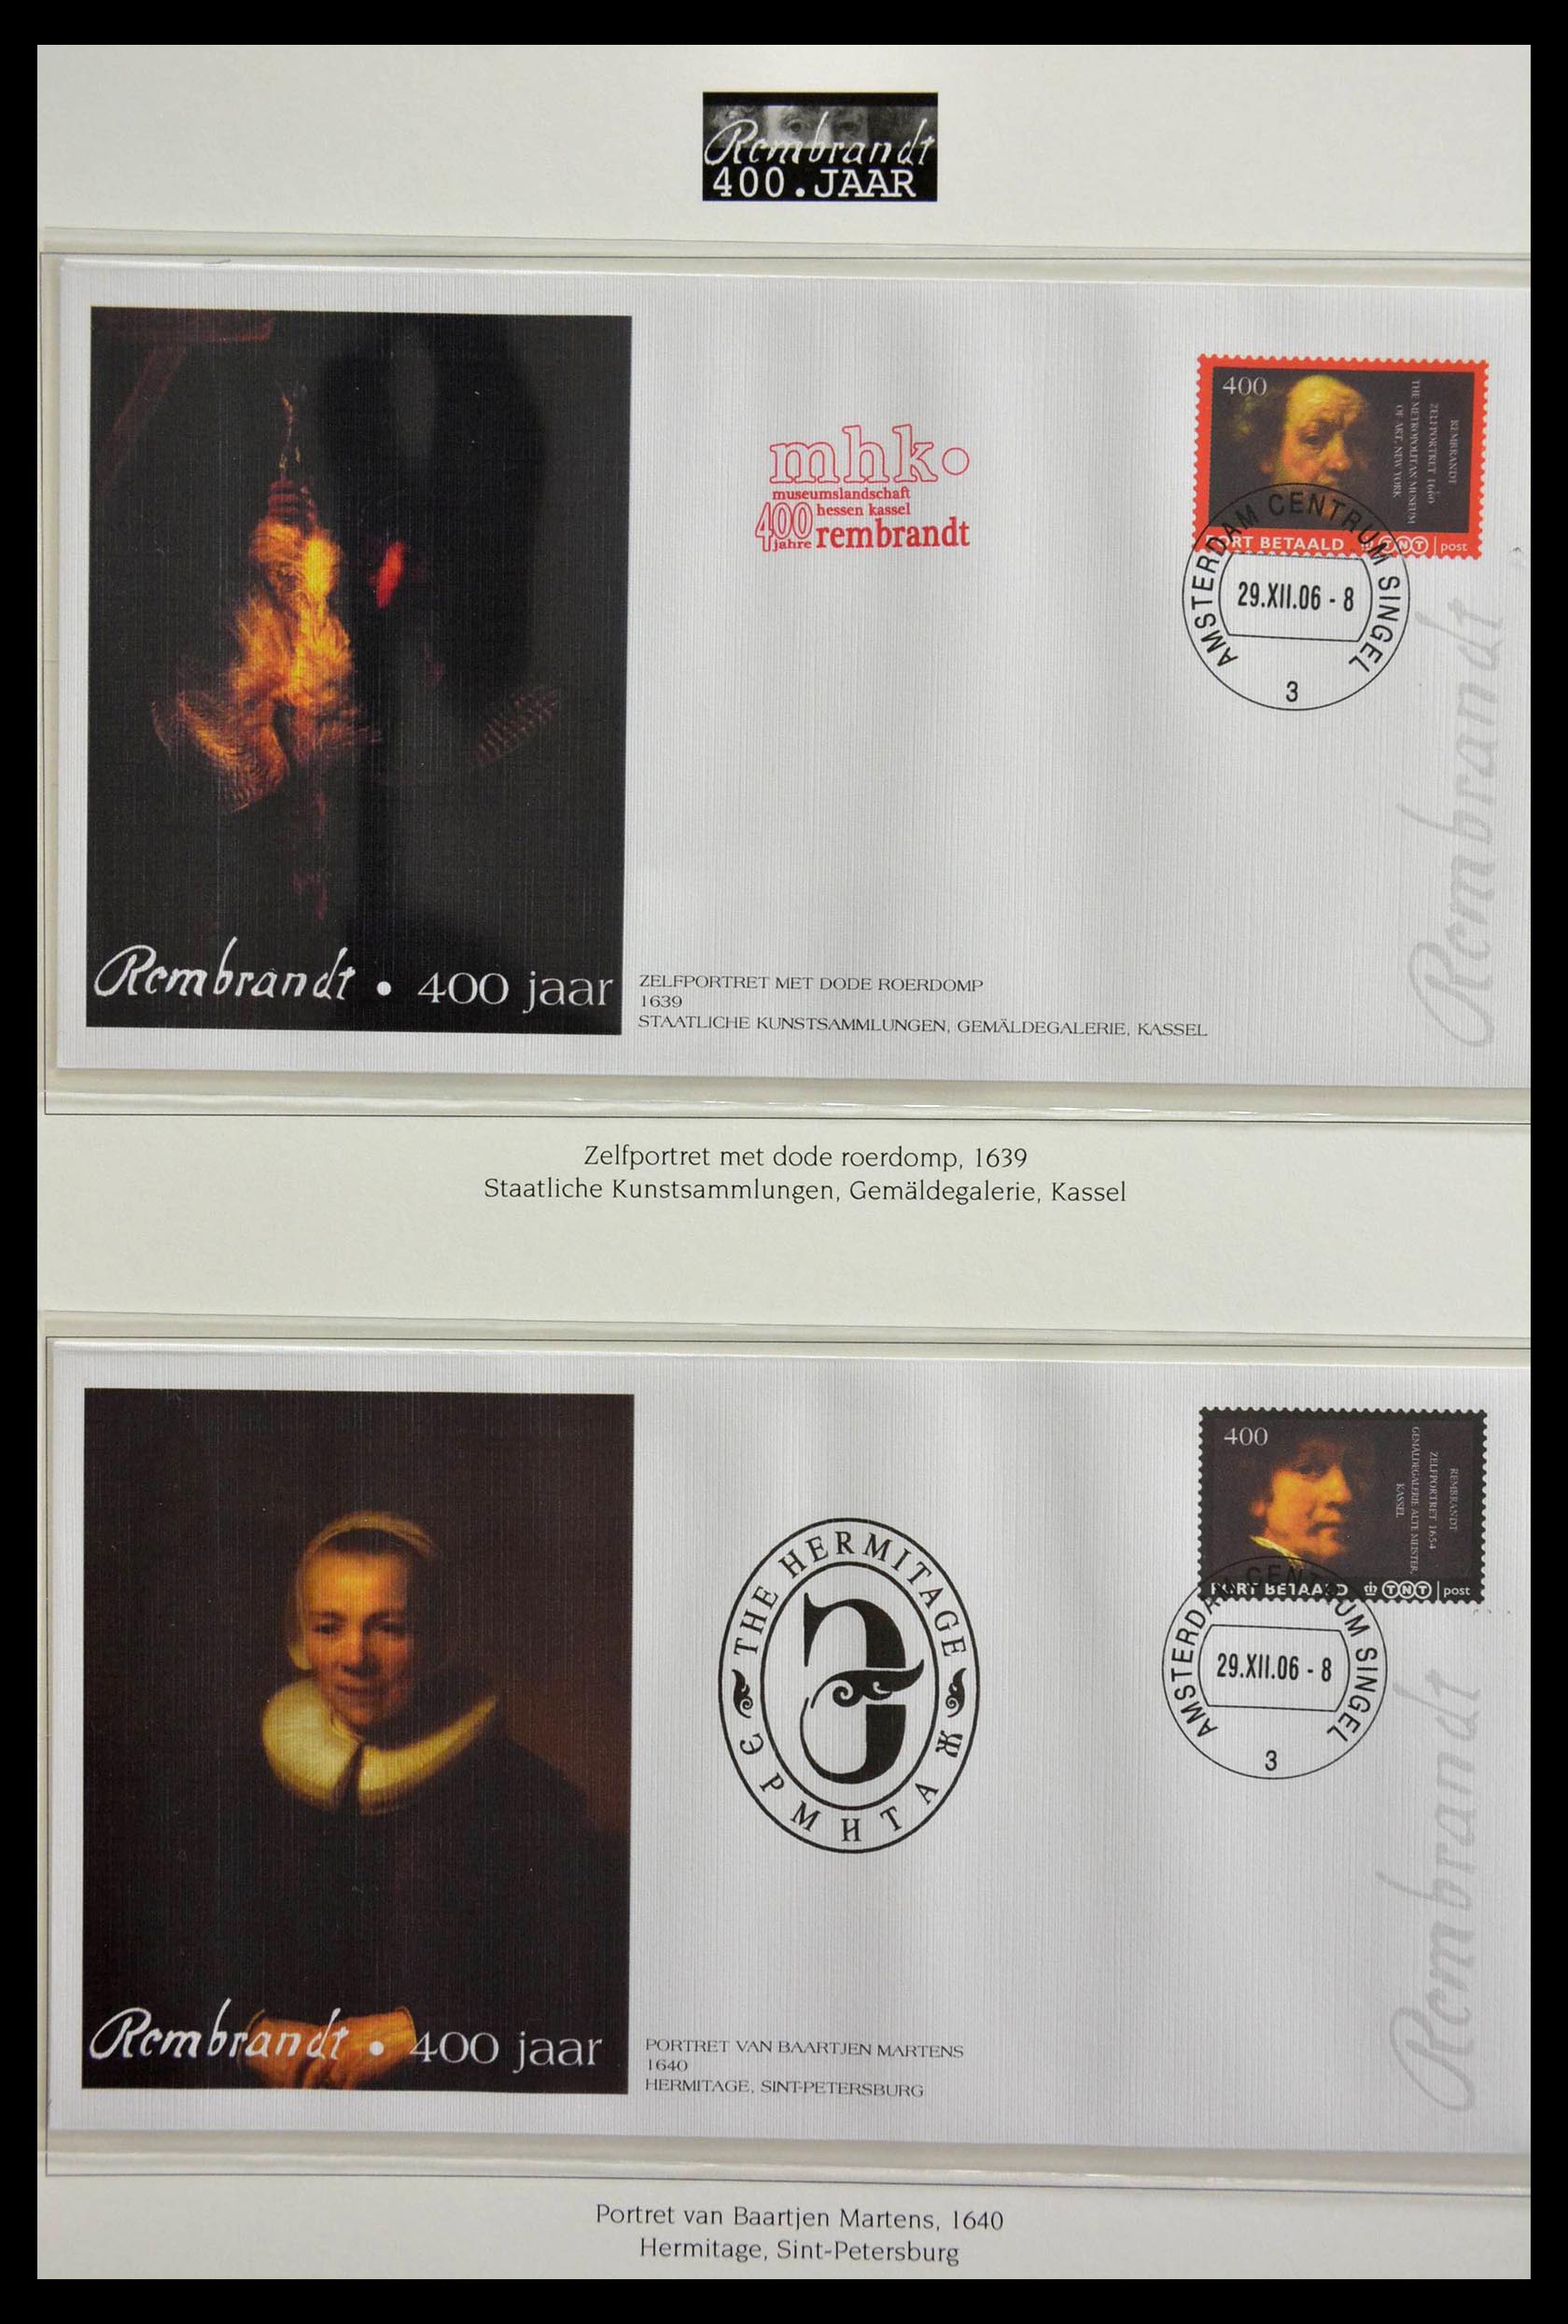 Rembrandt
400.JAAR
400
REMBRANDT
ZELFPORTRET 1660
THE METROPOLITAN MUSEUM
OF ART, NEW YORK
PORT BETAALD TNT post
mhk
museumslandschaft
hessen kassel
400 jahre rembrandt
AMSTERDAM CENTRUM SINGEL
29.XII.06 - 8
3
Rembrandt
Rembrandt • 400 jaar
ZELFPORTRET MET DODE ROERDOMP
1639
STAATLICHE KUNSTSAMMLUNGEN, GEMÄLDEGALERIE, KASSEL
Zelfportret met dode roerdomp, 1639
Staatliche Kunstsammlungen, Gemäldegalerie, Kassel
400
REMBRANDT
ZELFPORTRET 1654
GEMÄLDEGALERIE ALTE MEISTER,
KASSEL
PORT BETAALD TNT post
THE HERMITAGE
Э
ЭРМИТАЖ
AMSTERDAM CENTRUM SINGEL
29.XII.06 - 8
3
Rembrandt
Rembrandt • 400 jaar
PORTRET VAN BAARTJEN MARTENS
1640
HERMITAGE, SINT-PETERSBURG
Portret van Baartjen Martens, 1640
Hermitage, Sint-Petersburg